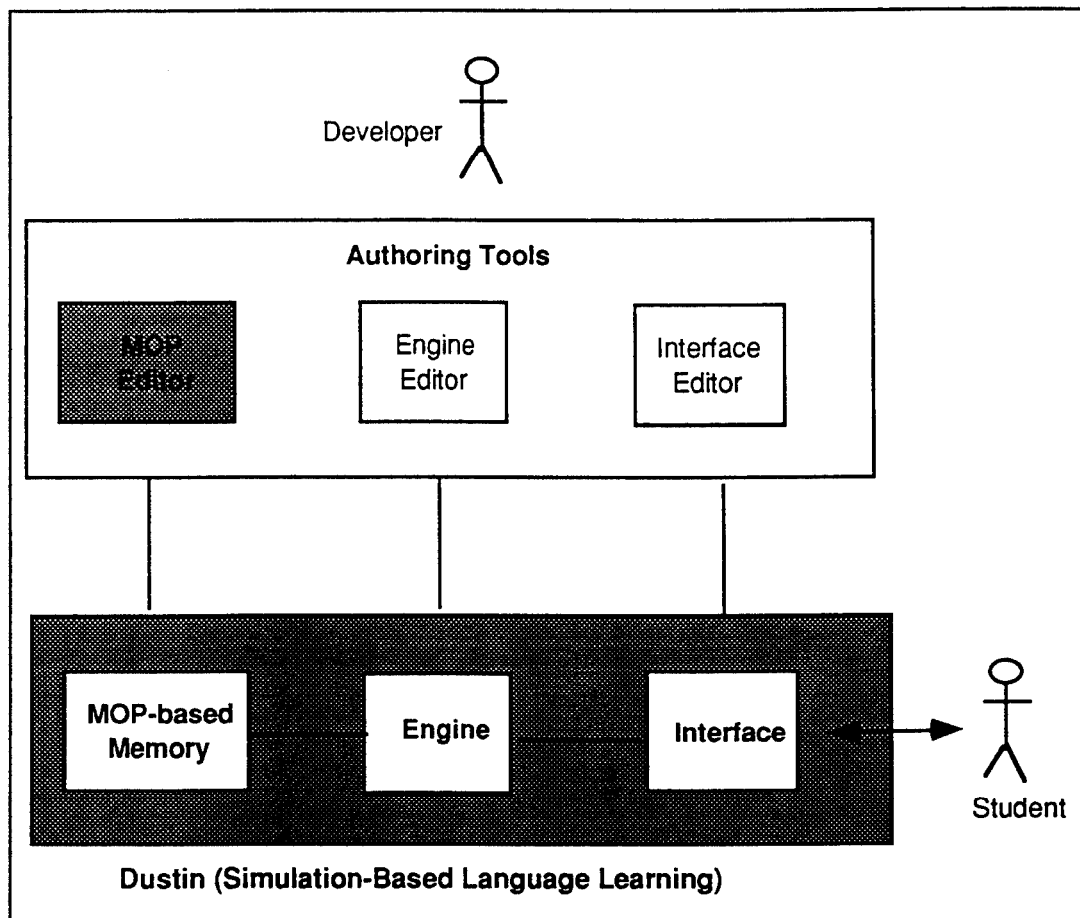 Developer
Authoring Tools
MOP
Editor
Engine
Editor
Interface
Editor
MOP-based
Memory
Engine
Interface
Student
Dustin (Simulation-Based Language Learning)